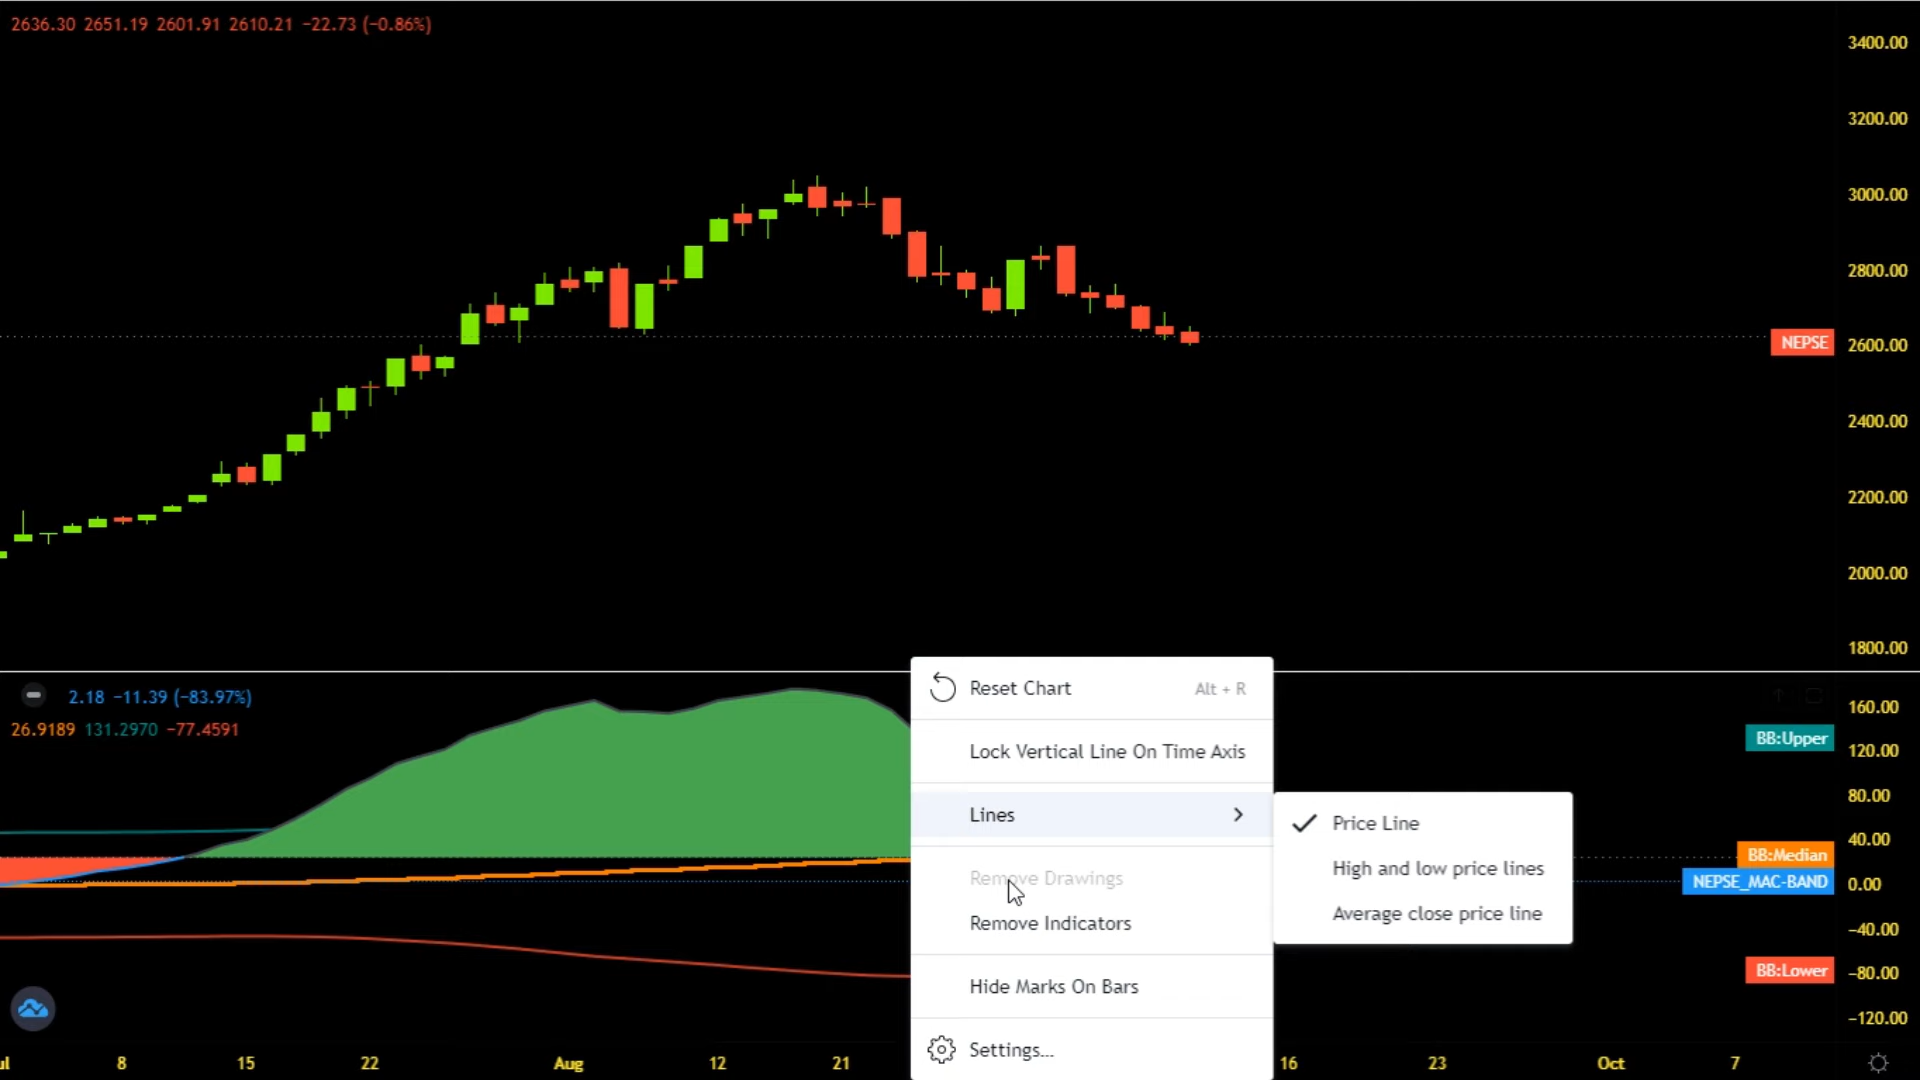 2636.30 2651.19 2601.91 2610.21 −22.73 (−0.86%)
3400.00
3200.00
3000.00
2800.00
NEPSE
2600.00
2400.00
2200.00
2000.00
1800.00
2.18 −11.39 (−83.97%)
26.9189 131.2970 −77.4591
160.00
BB:Upper
120.00
80.00
40.00
BB:Median
NEPSE_MAC-BAND
0.00
−40.00
BB:Lower
−80.00
−120.00
Reset Chart Alt + R
Lock Vertical Line On Time Axis
Lines
Remove Drawings
Remove Indicators
Hide Marks On Bars
Settings...
Price Line
High and low price lines
Average close price line
ul 8 15 22 Aug 12 21 16 23 Oct 7